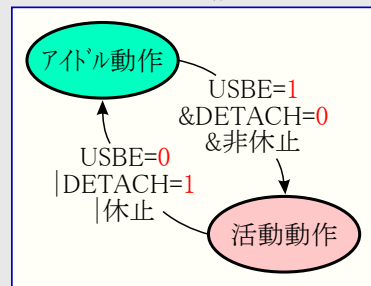 アイドル動作
USBE=1
&DETACH=0
&非休止
USBE=0
|DETACH=1
|休止
活動動作